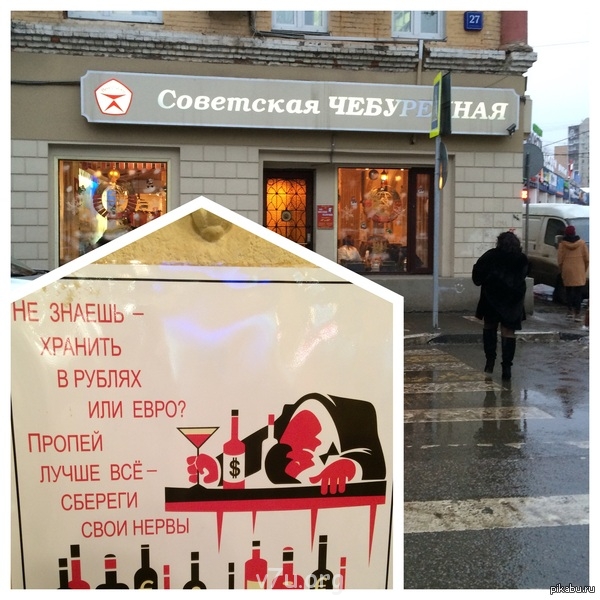 27
Советская ЧЕБУРЕЧНАЯ
НЕ ЗНАЕШЬ –
ХРАНИТЬ
В РУБЛЯХ
ИЛИ ЕВРО?
ПРОПЕЙ
ЛУЧШЕ ВСЁ –
СБЕРЕГИ
СВОИ НЕРВЫ
$
€
€
pikabu.ru